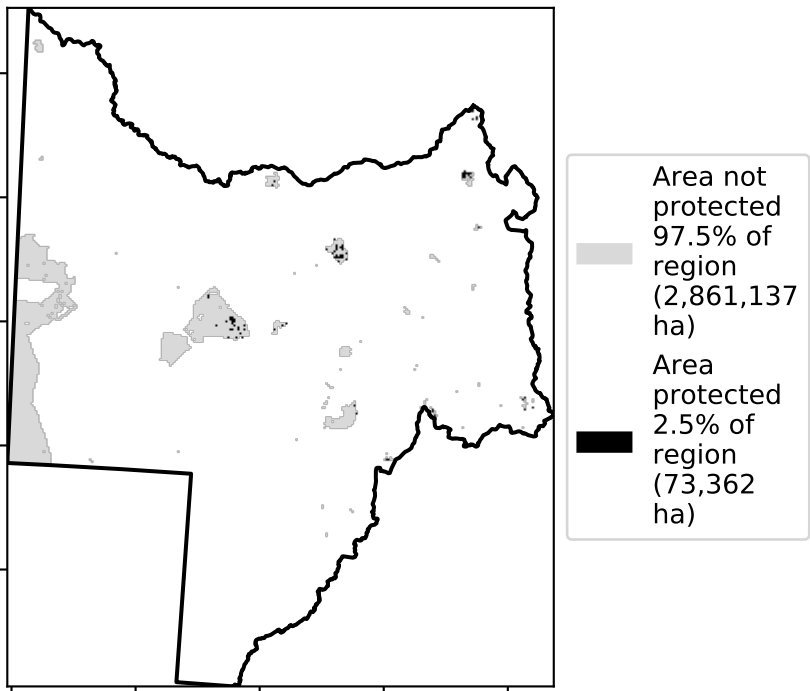 Area not
protected
97.5% of
region
(2,861,137
ha)
Area
protected
2.5% of
region
(73,362
ha)